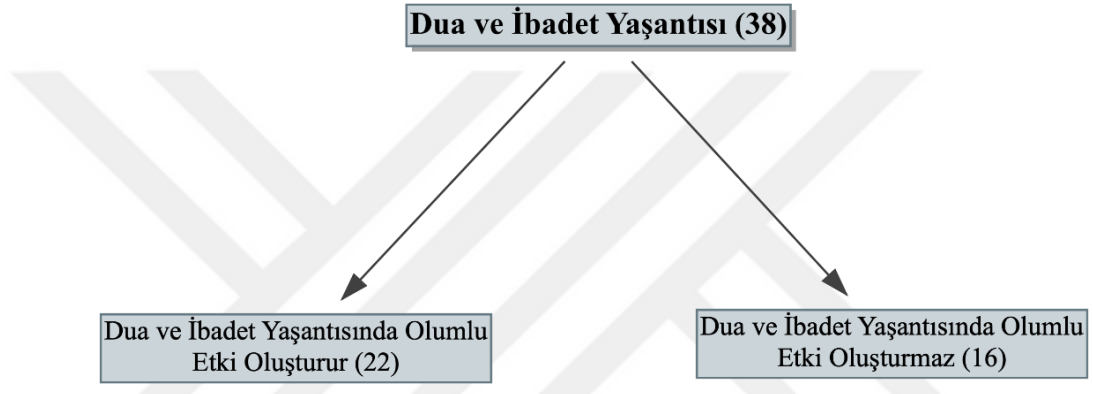 Dua ve İbadet Yaşantısı (38)
Dua ve İbadet Yaşantısında Olumlu
Etki Oluşturur (22)
Dua ve İbadet Yaşantısında Olumlu
Etki Oluşturmaz (16)